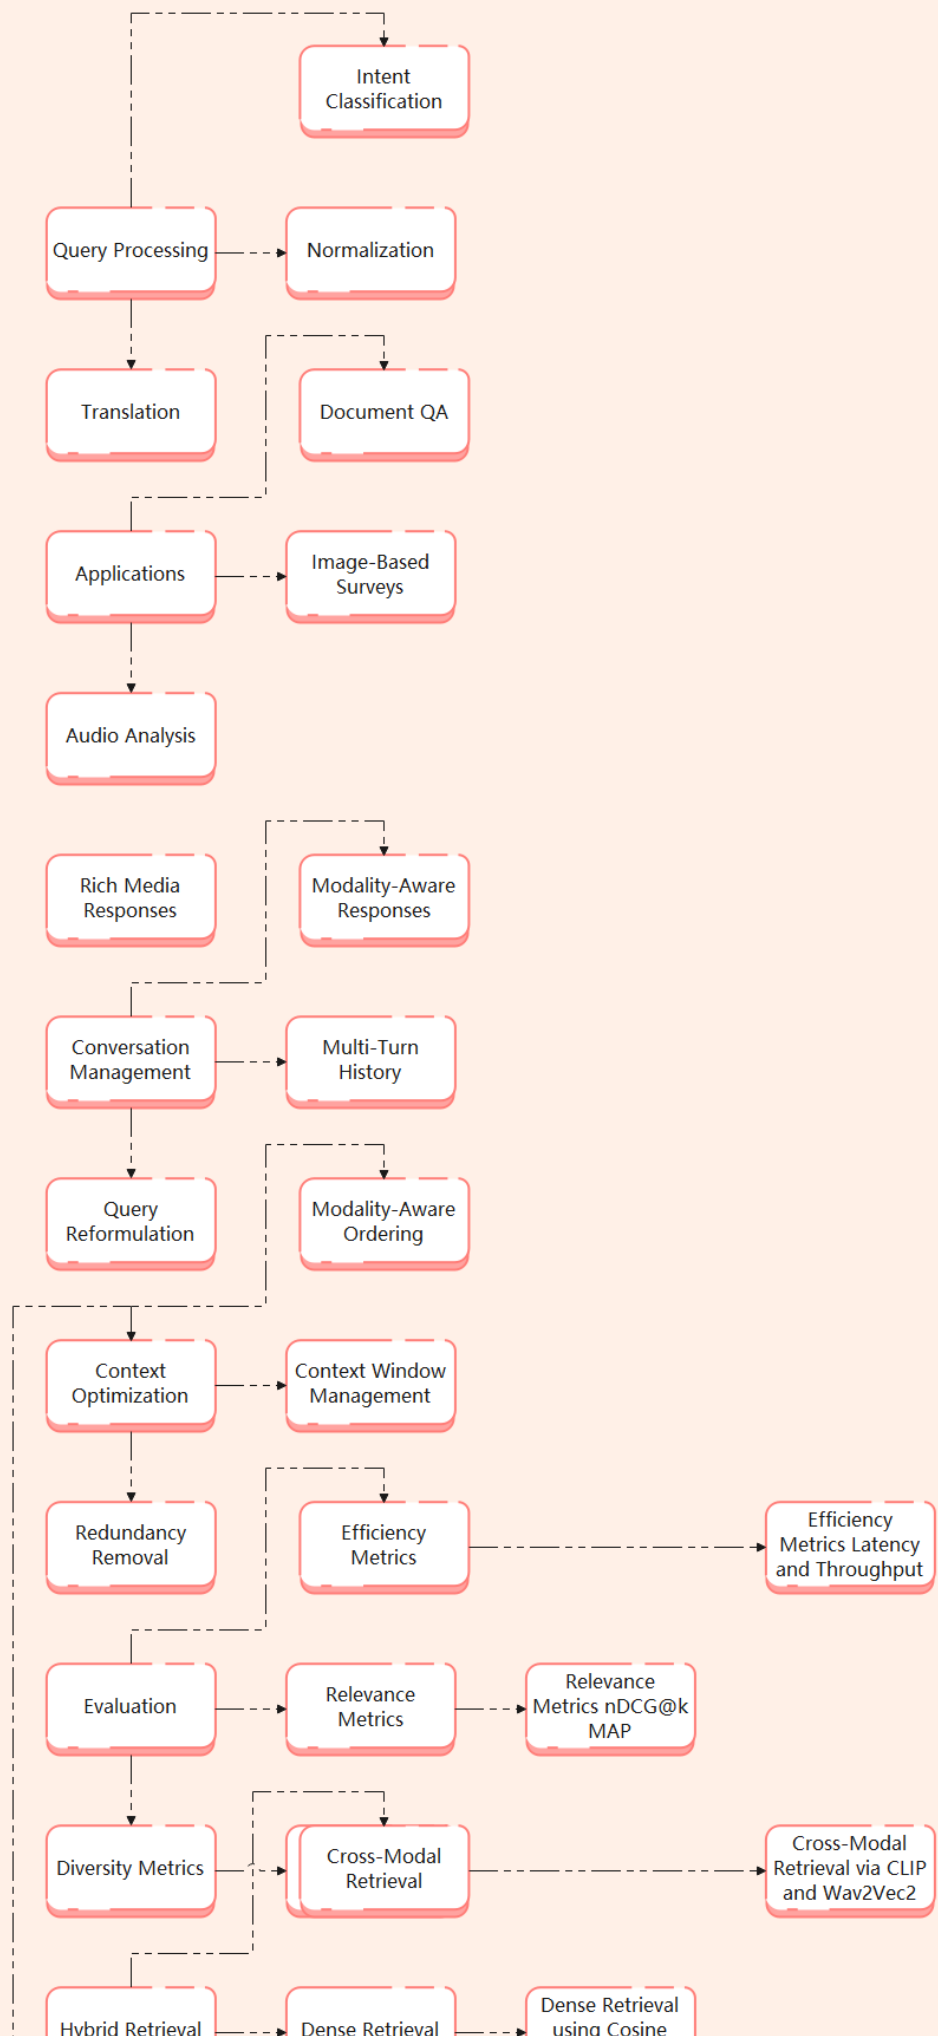 Intent
Classification
Query Processing
Normalization
Translation
Document QA
Applications
Image-Based
Surveys
Audio Analysis
Rich Media
Responses
Modality-Aware
Responses
Conversation
Management
Multi-Turn
History
Query
Reformulation
Modality-Aware
Ordering
Context
Optimization
Context Window
Management
Redundancy
Removal
Efficiency
Metrics
Efficiency
Metrics Latency
and Throughput
Evaluation
Relevance
Metrics
Relevance
Metrics nDCG@k
MAP
Diversity Metrics
Cross-Modal
Retrieval
Cross-Modal
Retrieval via CLIP
and Wav2Vec2
Hybrid Retrieval
Dense Retrieval
Dense Retrieval
using Cosine